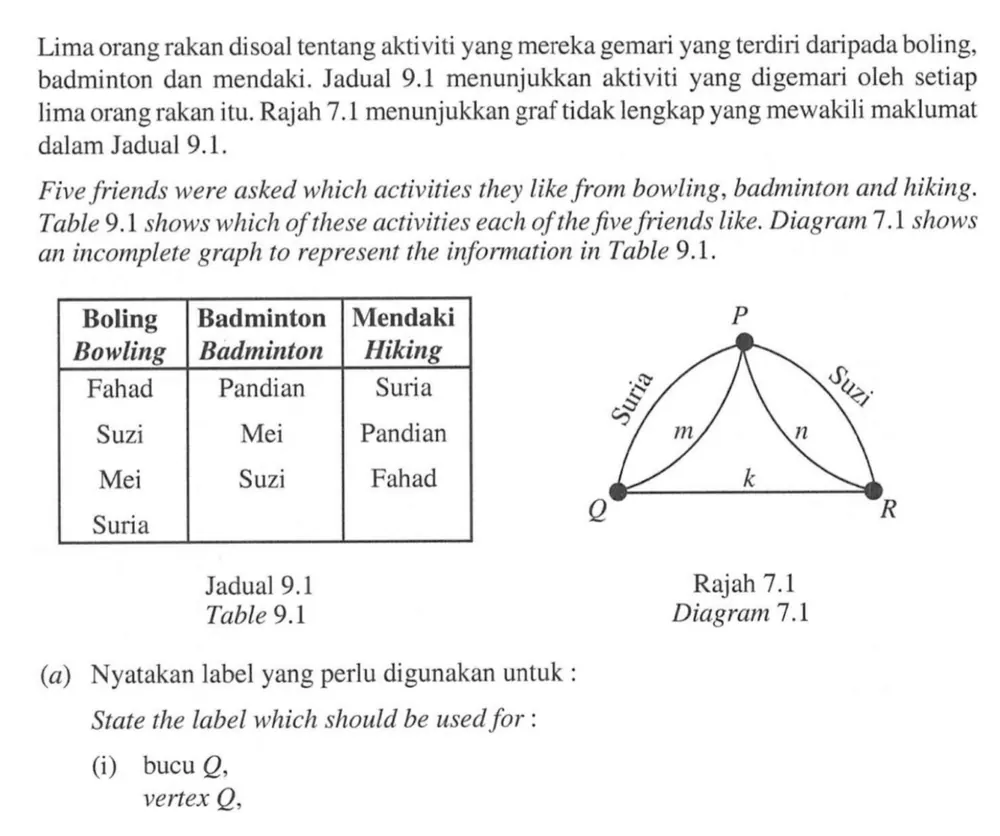 Lima orang rakan disoal tentang aktiviti yang mereka gemari yang terdiri daripada boling,
badminton dan mendaki. Jadual 9.1 menunjukkan aktiviti yang digemari oleh setiap
lima orang rakan itu. Rajah 7.1 menunjukkan graf tidak lengkap yang mewakili maklumat
dalam Jadual 9.1.
Five friends were asked which activities they like from bowling, badminton and hiking.
Table 9.1 shows which of these activities each of the five friends like. Diagram 7.1 shows
an incomplete graph to represent the information in Table 9.1.
Boling Badminton Mendaki
Bowling Badminton Hiking
Fahad Pandian Suria
Suzi Mei Pandian
Mei Suzi Fahad
Suria
Jadual 9.1
Table 9.1
P
Suria Suzi
m n
k
Q R
Rajah 7.1
Diagram 7.1
(a) Nyatakan label yang perlu digunakan untuk :
State the label which should be used for :
(i) bucu Q,
vertex Q,